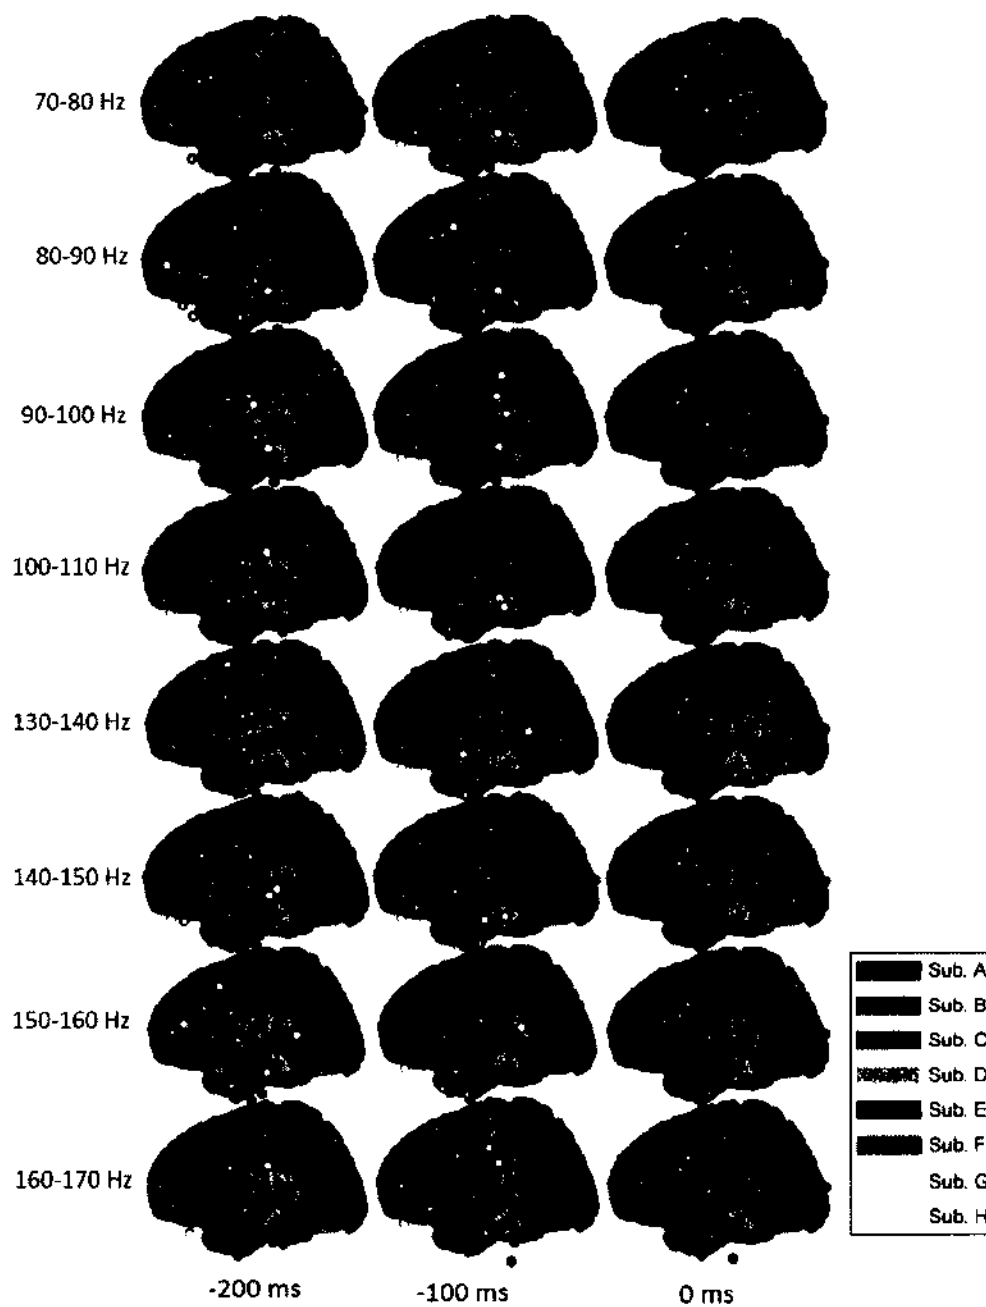 70-80 Hz
80-90 Hz
90-100 Hz
100-110 Hz
130-140 Hz
140-150 Hz
150-160 Hz
160-170 Hz
-200 ms
-100 ms
0 ms
Sub. A
Sub. B
Sub. C
Sub. D
Sub. E
Sub. F
Sub. G
Sub. H